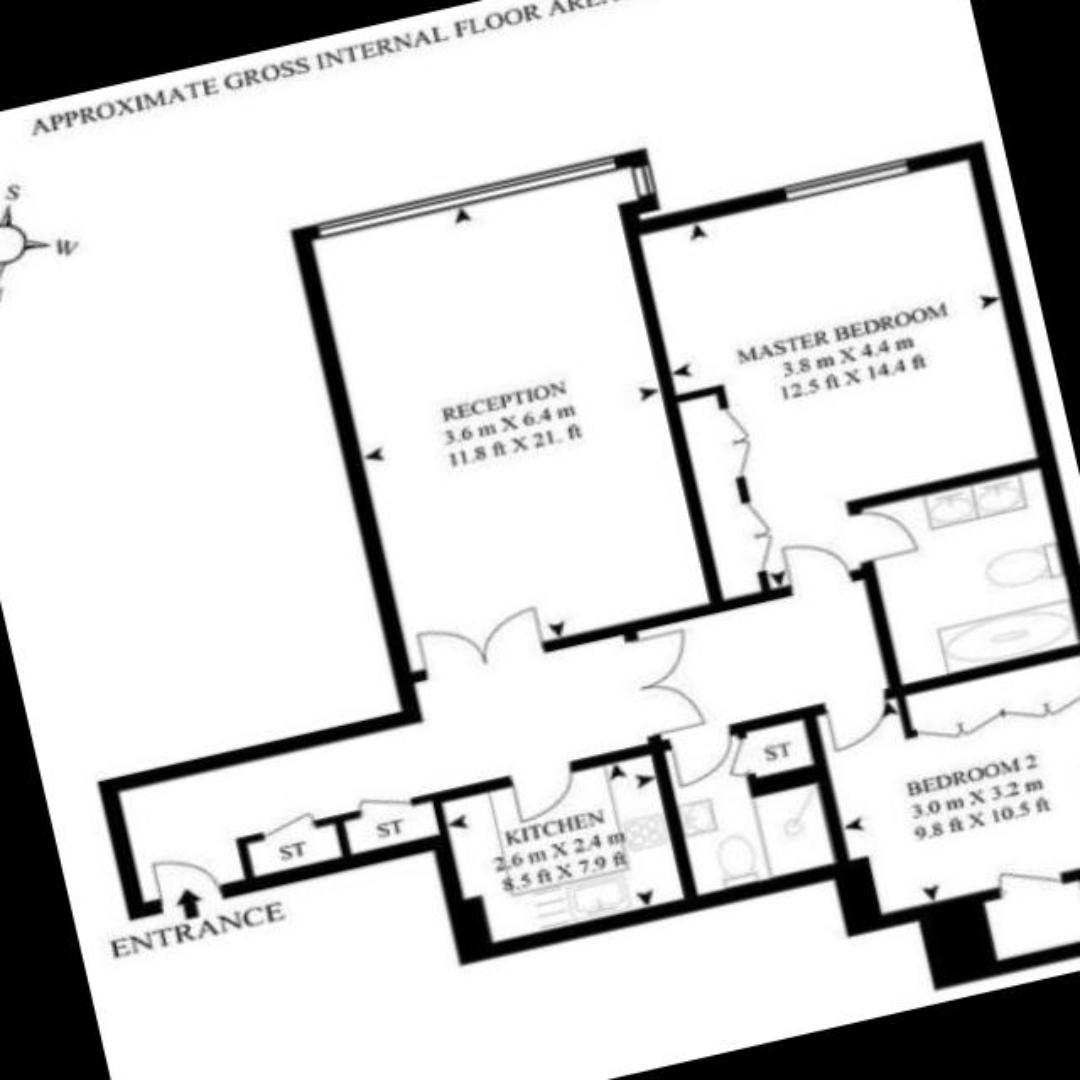 APPROXIMATE GROSS INTERNAL FLOOR AREA
S
W
MASTER BEDROOM
3.8 m X 4.4 m
12.5 ft X 14.4 ft
RECEPTION
3.6 m X 6.4 m
11.8 ft X 21. ft
ST
BEDROOM 2
3.0 m X 3.2 m
9.8 ft X 10.5 ft
KITCHEN
2.6 m X 2.4 m
8.5 ft X 7.9 ft
ST
ST
ENTRANCE